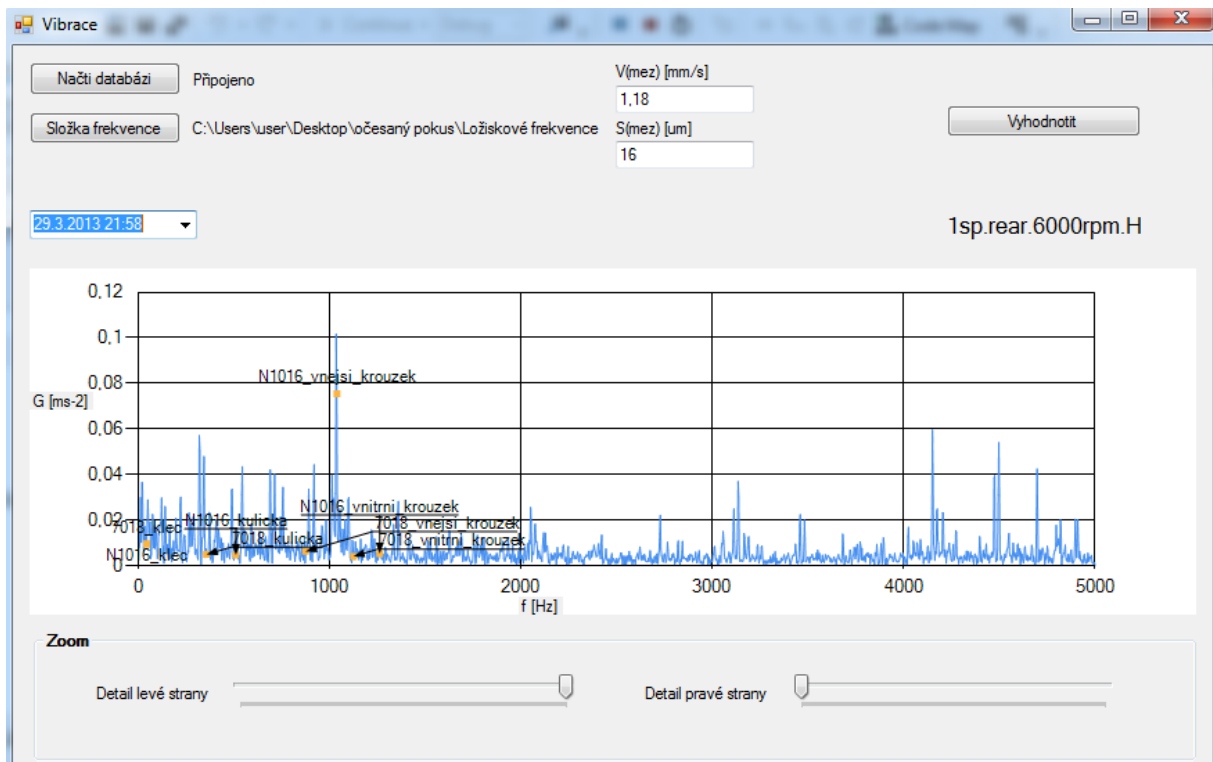 Vibrace
Načti databázi
Připojeno
V(mez) [mm/s]
1,18
Složka frekvence
C:\Users\user\Desktop\očesaný pokus\Ložiskové frekvence
S(mez) [um]
16
Vyhodnotit
29.3.2013 21:58
1sp.rear.6000rpm.H
0,12
0,1
0,08
0,06
0,04
0,02
0
G [ms-2]
N1016_vnejsi_krouzek
N1016_vnitrni_krouzek
7018_klec
N1016_kulicka
7018_vnejsi_krouzek
7018_kulicka
7018_vnitrni_krouzek
N1016_klec
0 1000 2000 3000 4000 5000
f [Hz]
Zoom
Detail levé strany
Detail pravé strany